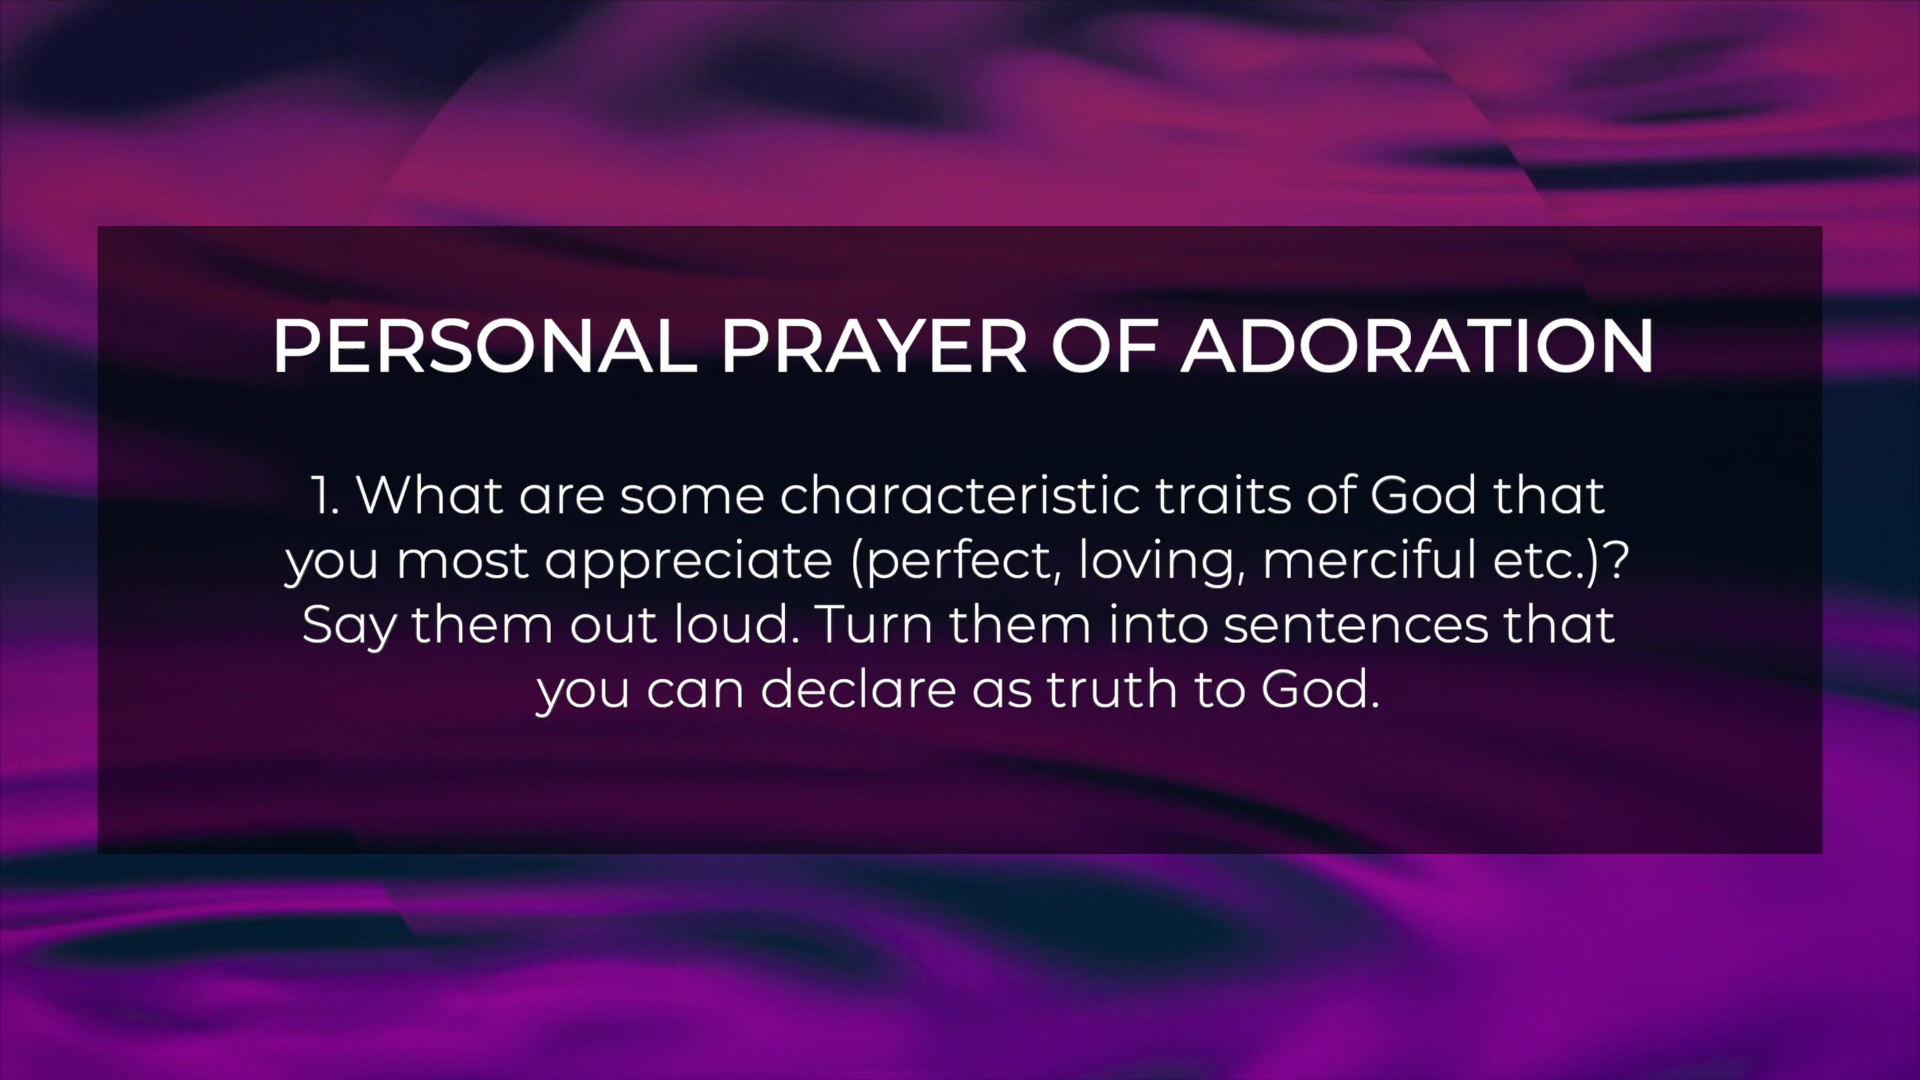 PERSONAL PRAYER OF ADORATION
1. What are some characteristic traits of God that
you most appreciate (perfect, loving, merciful etc.)?
Say them out loud. Turn them into sentences that
you can declare as truth to God.